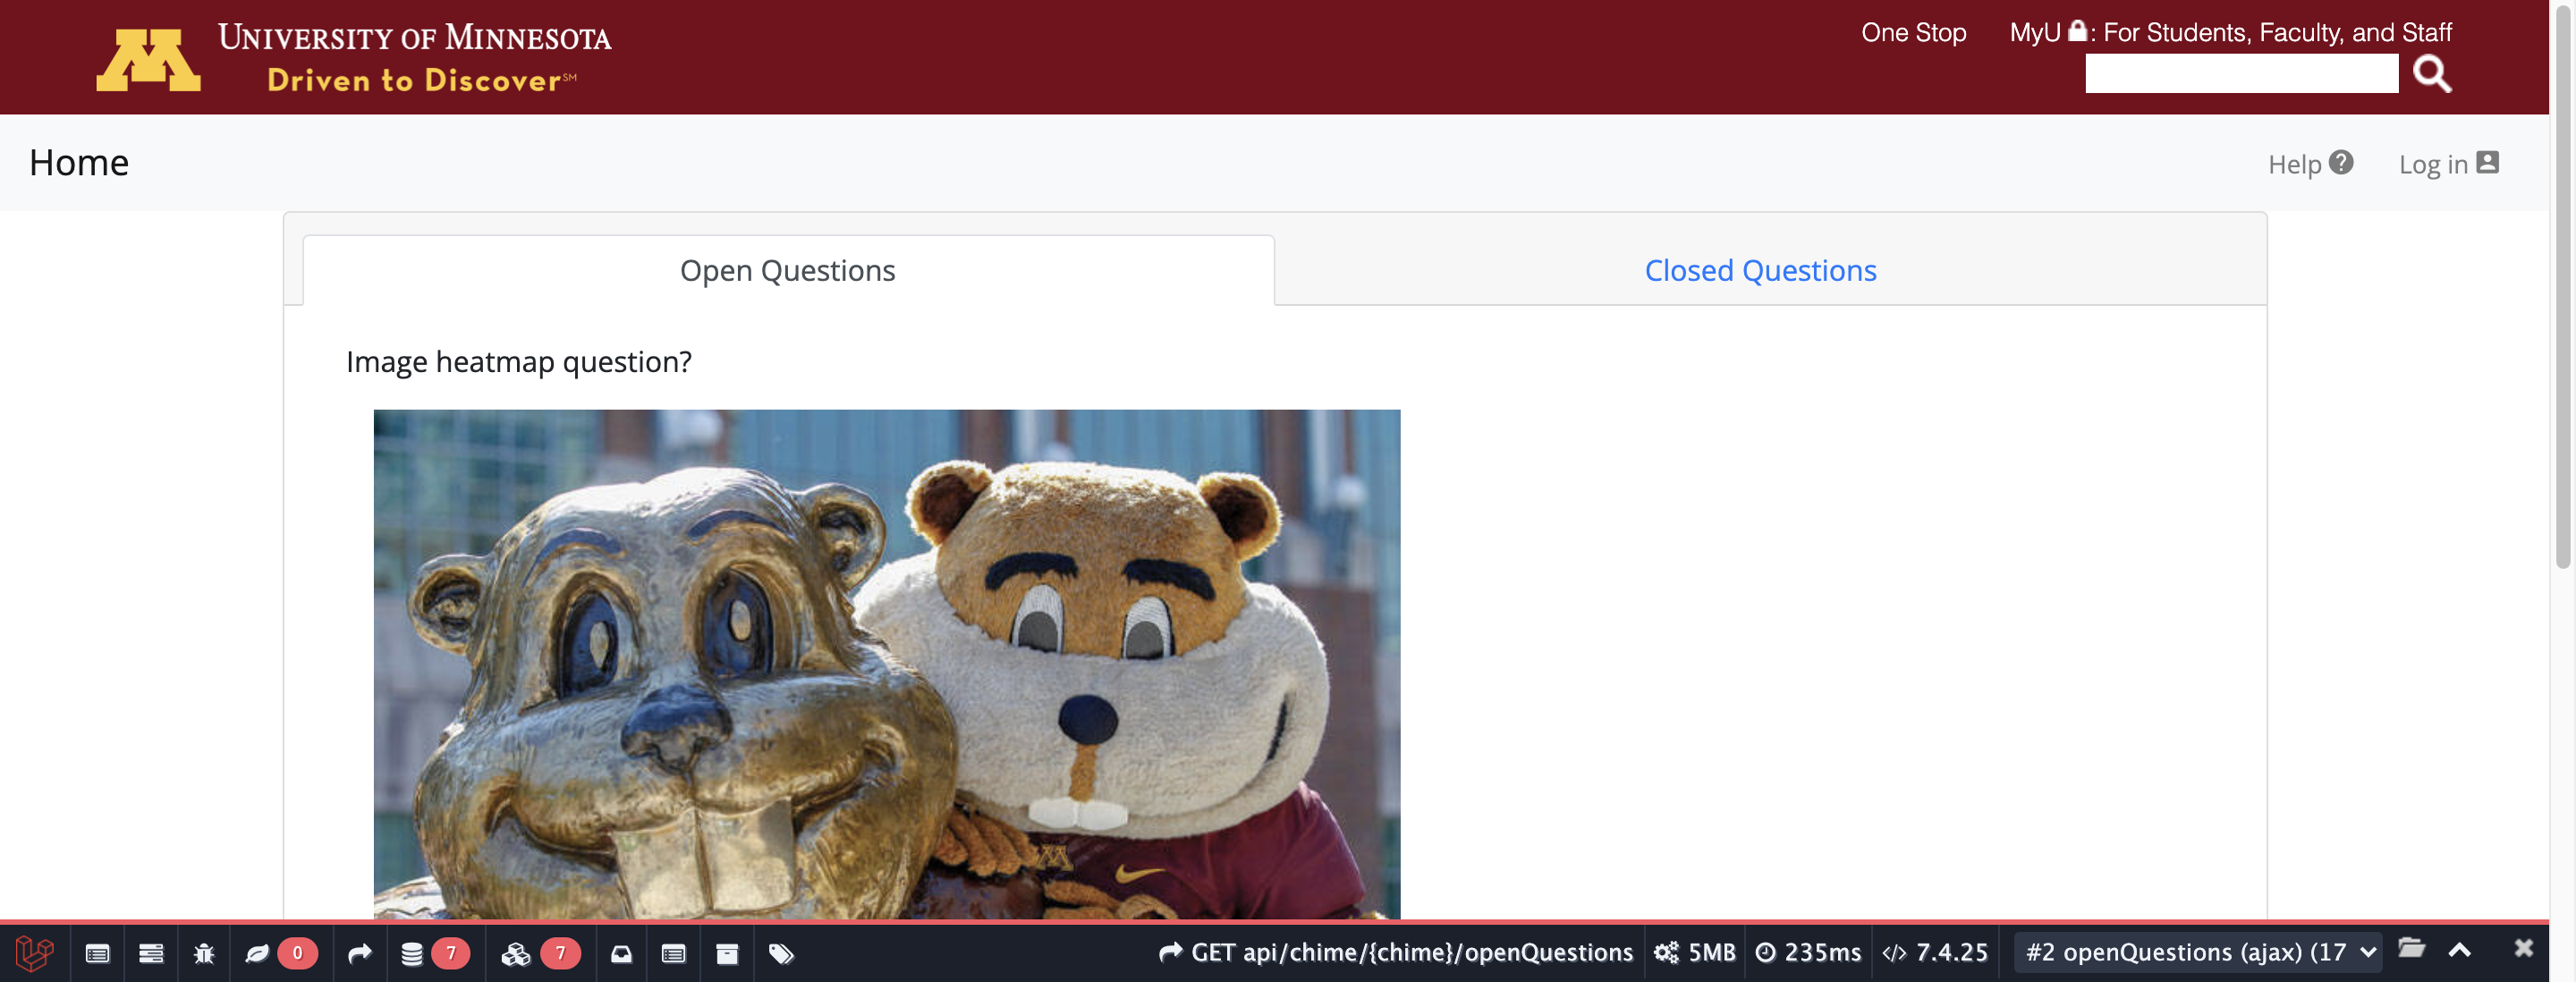 UNIVERSITY OF MINNESOTA
Driven to Discover℠
One Stop
MyU : For Students, Faculty, and Staff
Home
Help
Log in
Open Questions
Closed Questions
Image heatmap question?
M
0
7
7
GET api/chime/{chime}/openQuestions
5MB
235ms
7.4.25
#2 openQuestions (ajax) (17